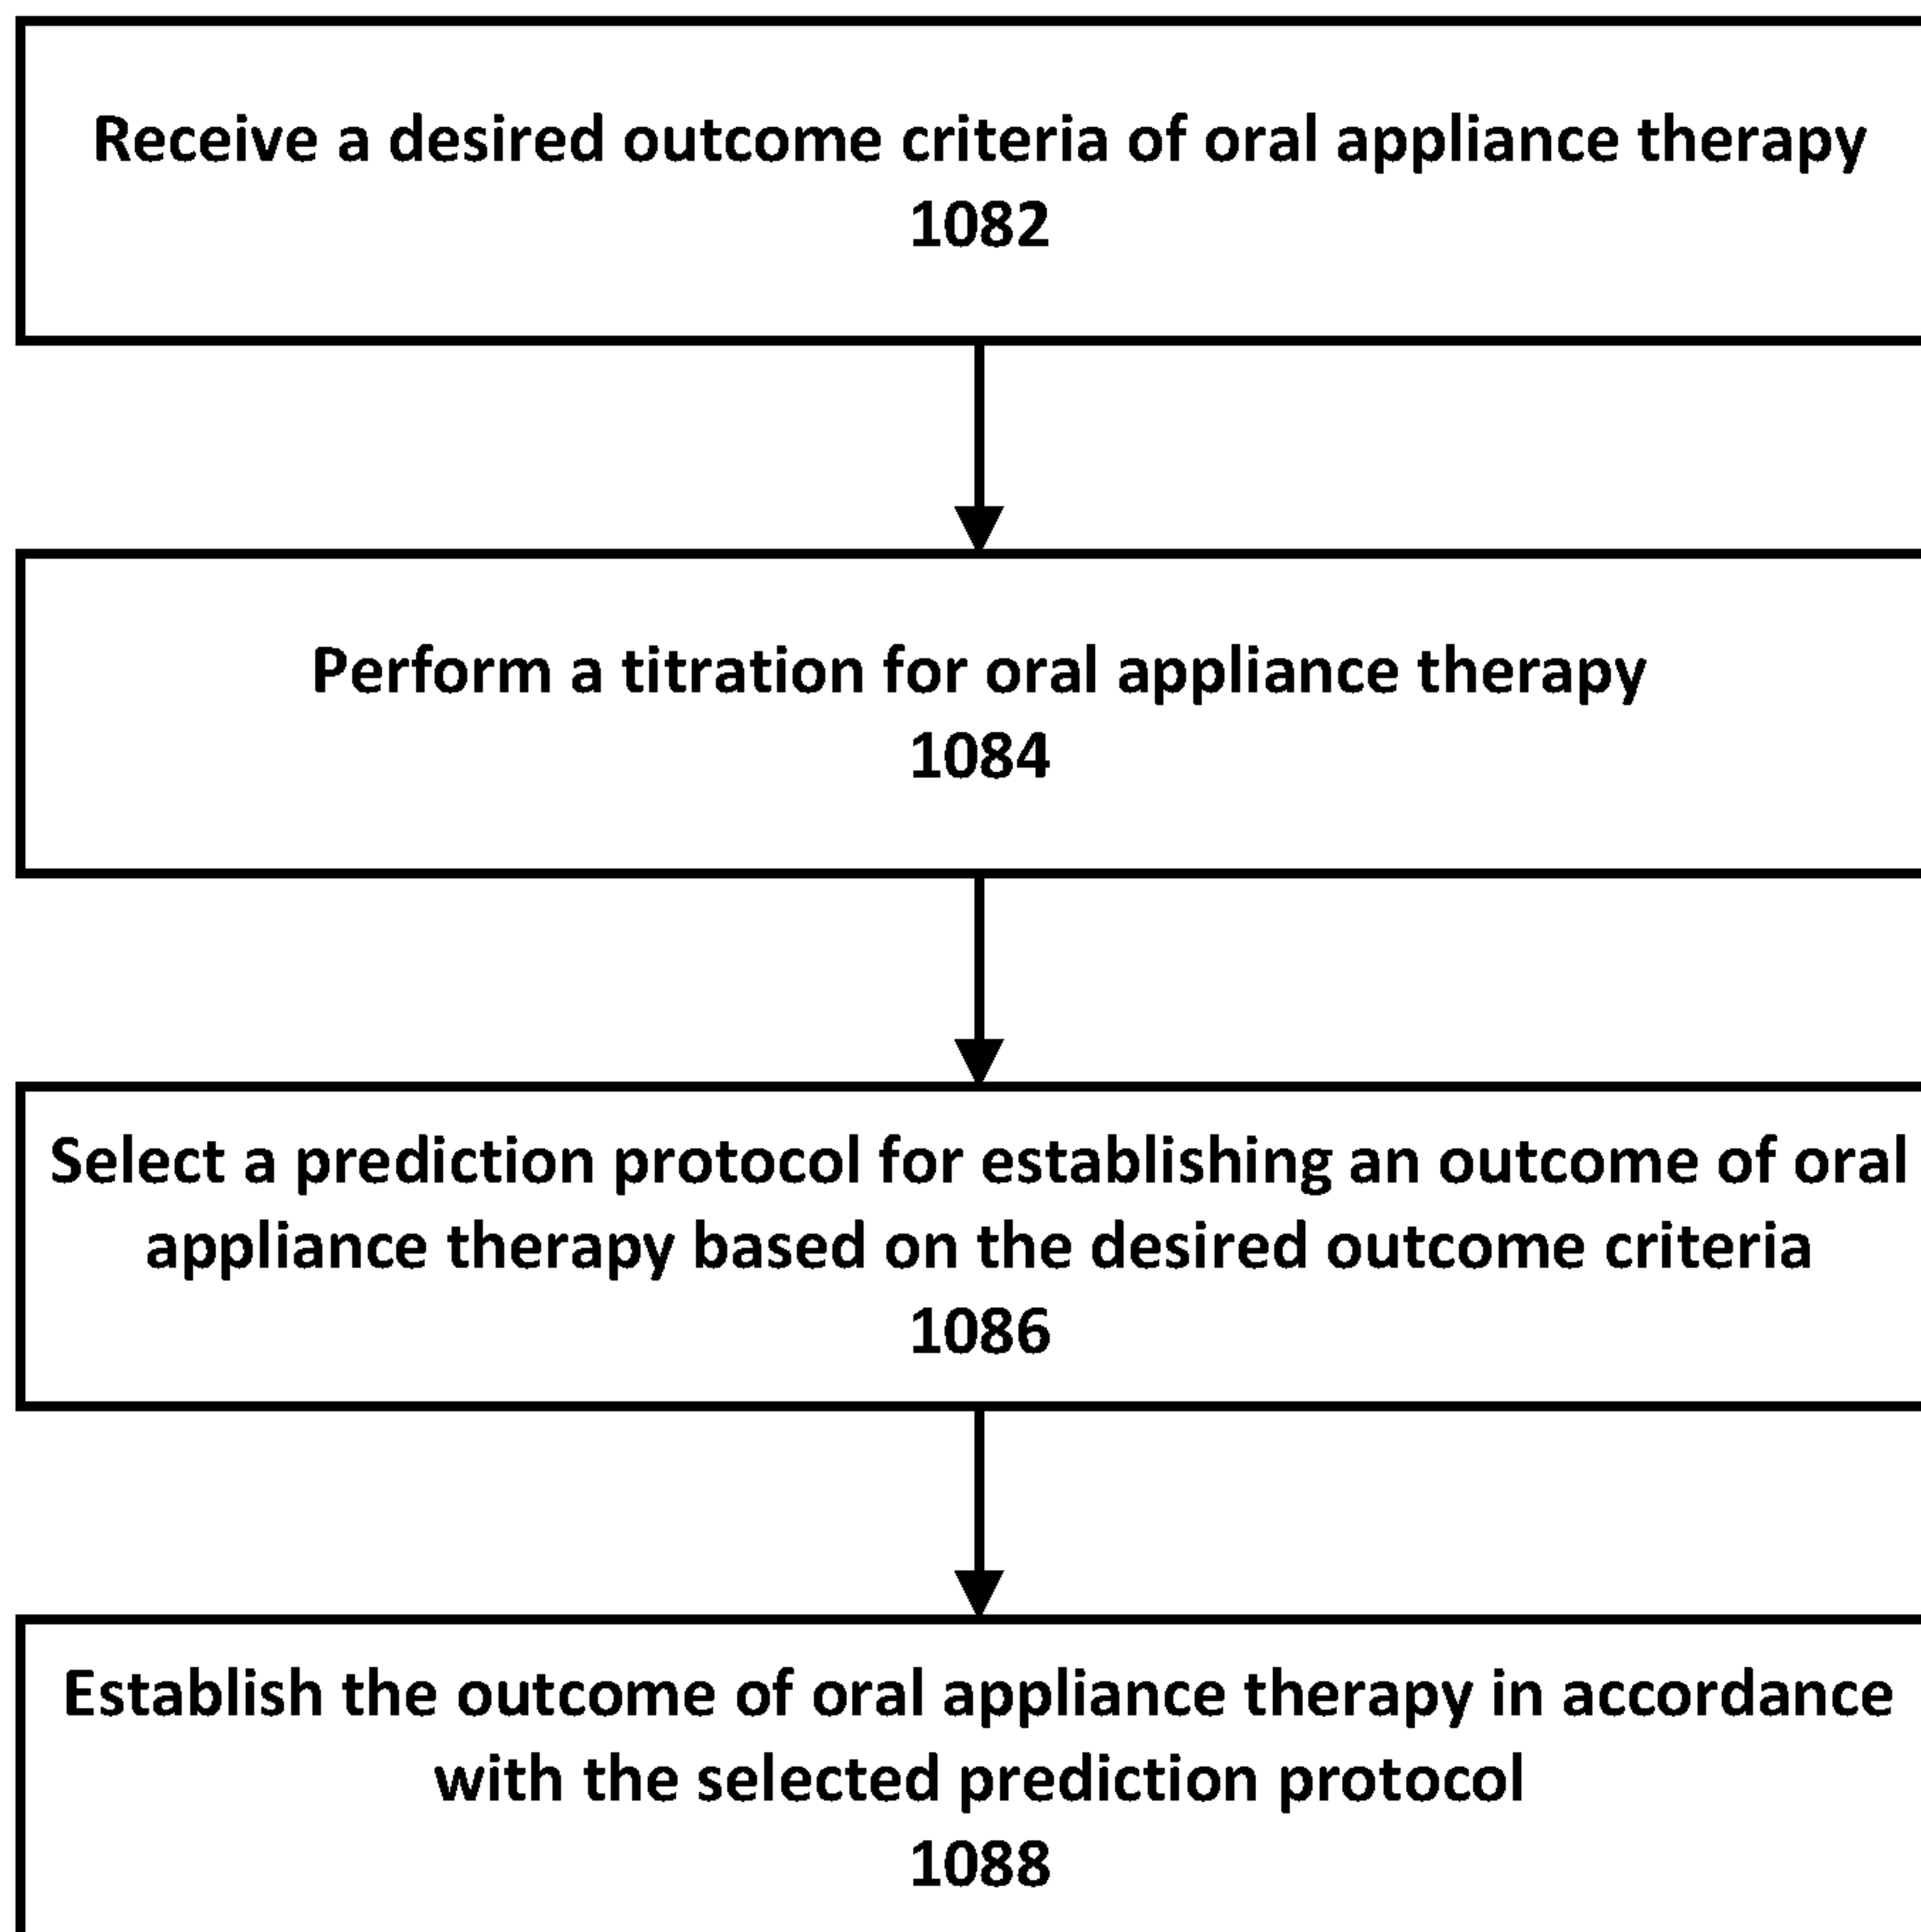 Receive a desired outcome criteria of oral appliance therapy
1082
Perform a titration for oral appliance therapy
1084
Select a prediction protocol for establishing an outcome of oral
appliance therapy based on the desired outcome criteria
1086
Establish the outcome of oral appliance therapy in accordance
with the selected prediction protocol
1088